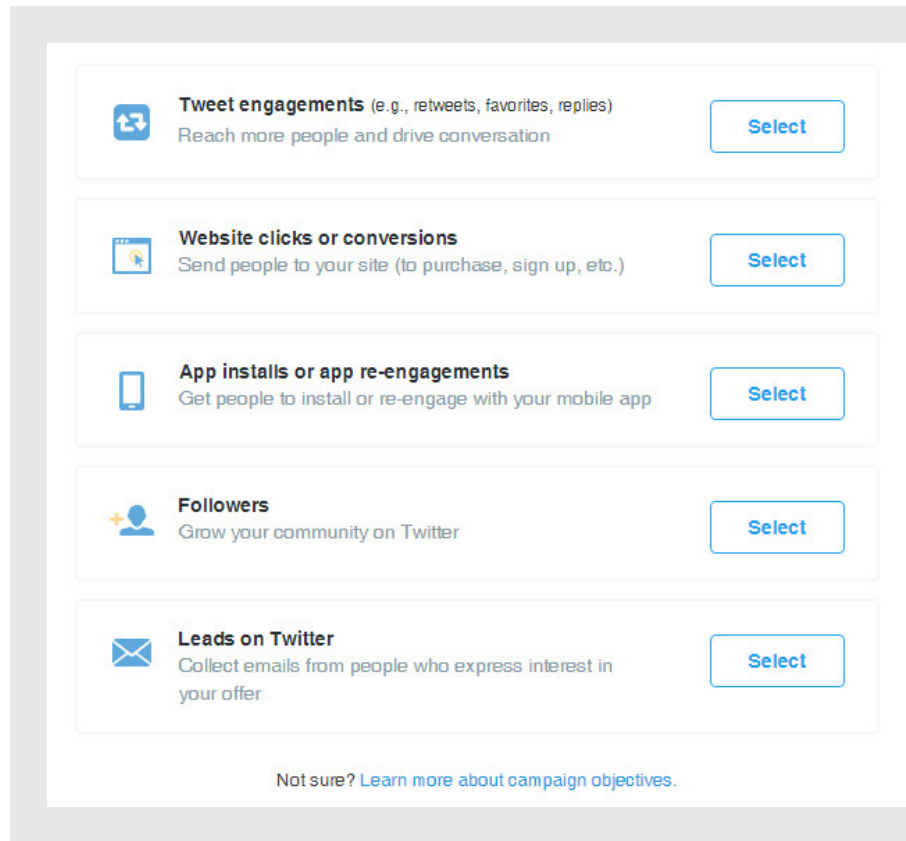 Tweet engagements (e.g., retweets, favorites, replies)
Reach more people and drive conversation
Select
Website clicks or conversions
Send people to your site (to purchase, sign up, etc.)
Select
App installs or app re-engagements
Get people to install or re-engage with your mobile app
Select
Followers
Grow your community on Twitter
Select
Leads on Twitter
Collect emails from people who express interest in
your offer
Select
Not sure? Learn more about campaign objectives.